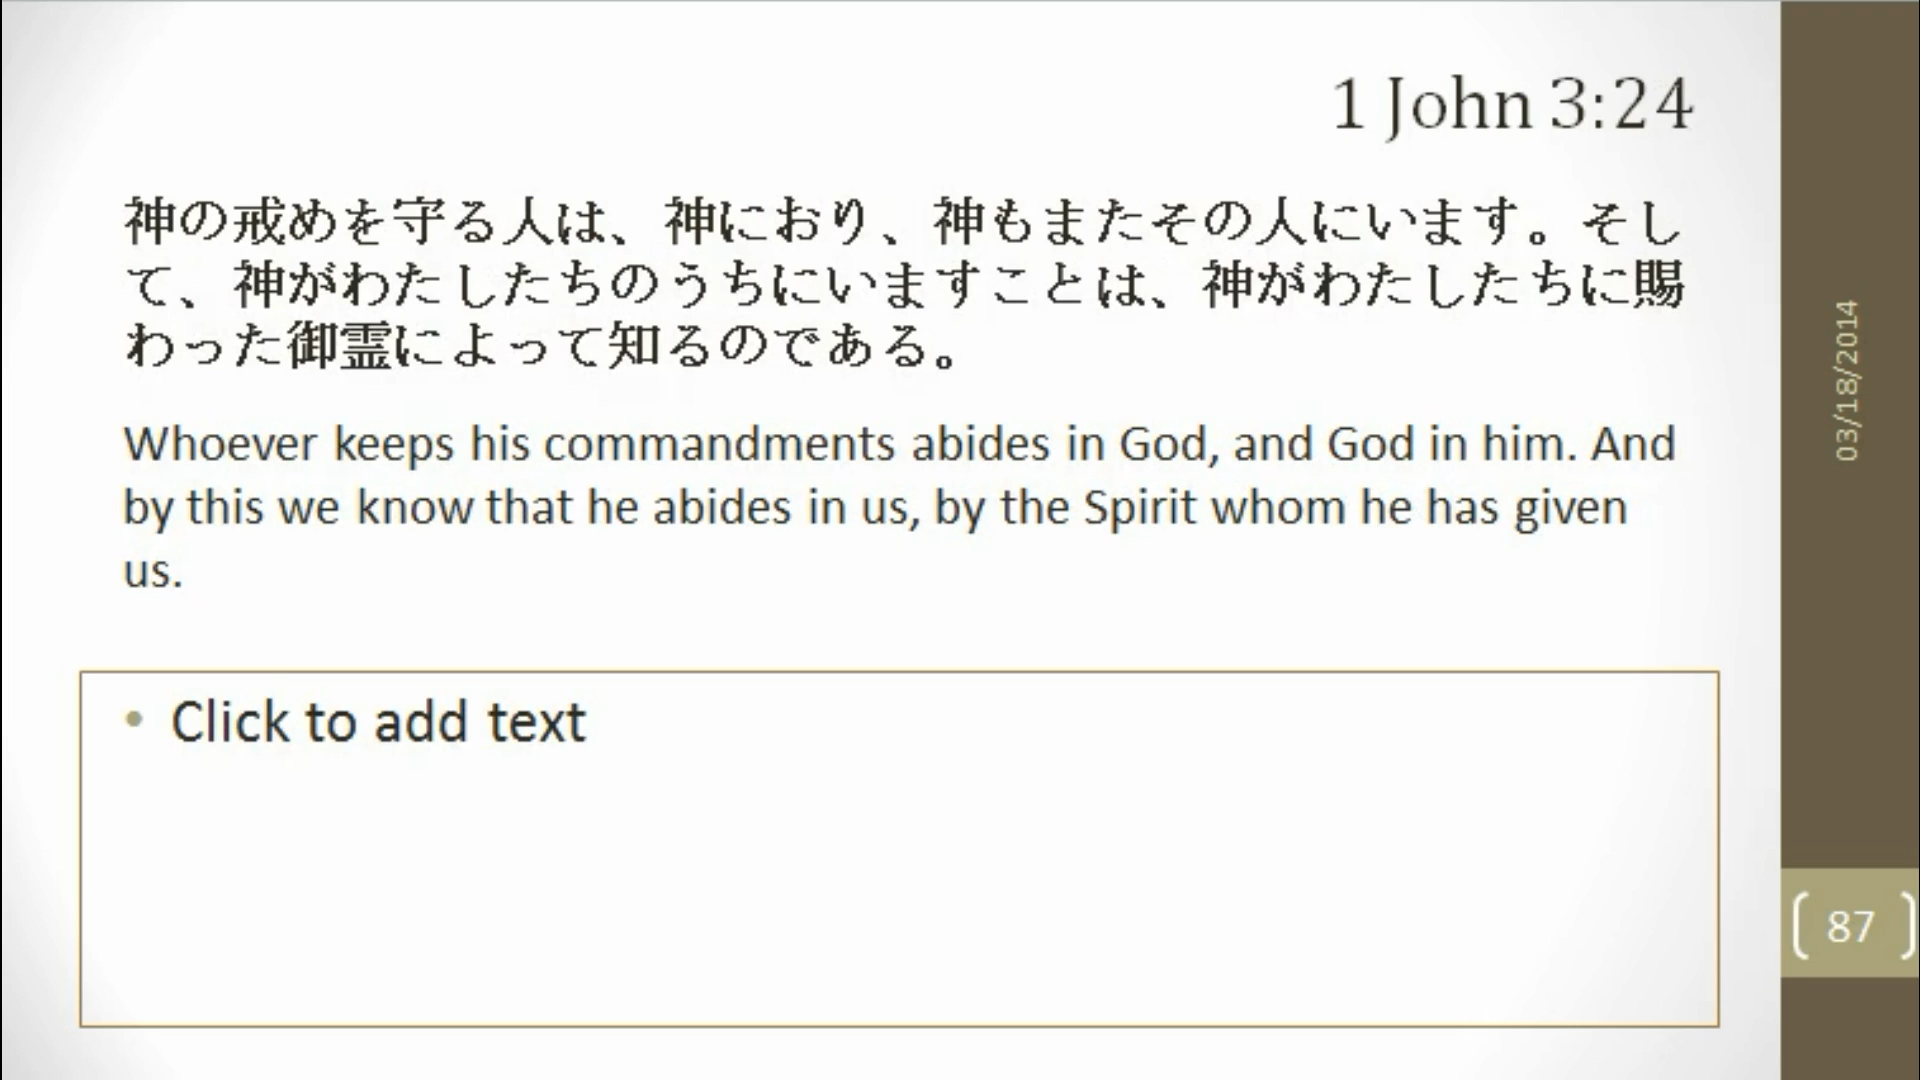 1 John 3:24
神の戒めを守る人は、神におり、神もまたその人にいます。そし
て、神がわたしたちのうちにいますことは、神がわたしたちに賜
わった御霊によって知るのである。
Whoever keeps his commandments abides in God, and God in him. And
by this we know that he abides in us, by the Spirit whom he has given
us.
• Click to add text
03/18/2014
87